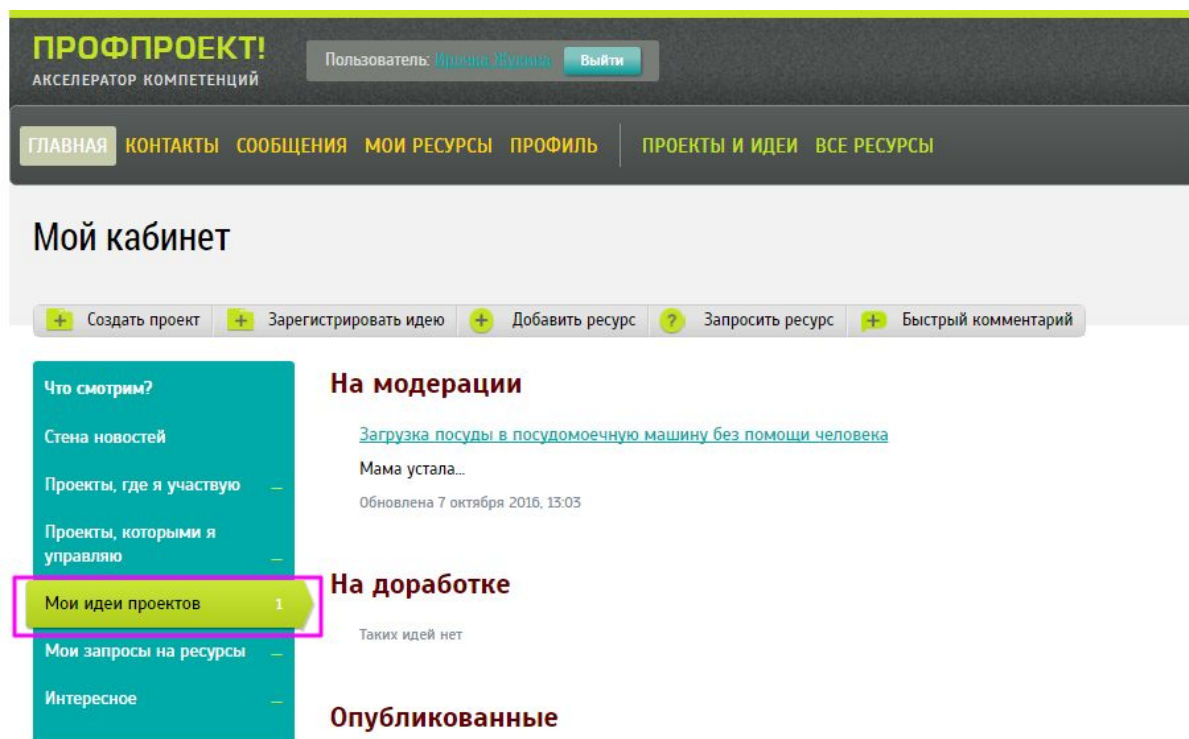 ПРОФПРОЕКТ!
АКСЕЛЕРАТОР КОМПЕТЕНЦИЙ
Пользователь:
Выйти
ГЛАВНАЯ КОНТАКТЫ СООБЩЕНИЯ МОИ РЕСУРСЫ ПРОФИЛЬ ПРОЕКТЫ И ИДЕИ ВСЕ РЕСУРСЫ
Мой кабинет
+ Создать проект + Зарегистрировать идею + Добавить ресурс ? Запросить ресурс + Быстрый комментарий
Что смотрим?
Стена новостей
Проекты, где я участвую –
Проекты, которыми я
управляю –
Мои идеи проектов 1
Мои запросы на ресурсы –
Интересное –
На модерации
Загрузка посуды в посудомоечную машину без помощи человека
Мама устала...
Обновлена 7 октября 2016, 13:03
На доработке
Таких идей нет
Опубликованные